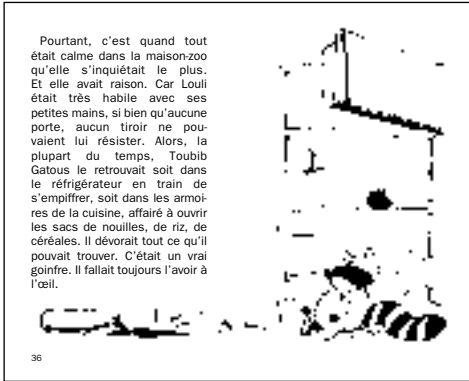 Pourtant, c'est quand tout
était calme dans la maison-zoo
qu'elle s'inquiétait le plus.
Et elle avait raison. Car Louli
était très habile avec ses
petites mains, si bien qu'aucune
porte, aucun tiroir ne pou-
vaient lui résister. Alors, la
plupart du temps, Toubib
Gatous le retrouvait soit dans
le réfrigérateur en train de
s'empiffrer, soit dans les armoi-
res de la cuisine, affairé à ouvrir
les sacs de nouilles, de riz, de
céréales. Il dévorait tout ce qu'il
pouvait trouver. C'était un vrai
goinfre. Il fallait toujours l'avoir à
l'œil.
36